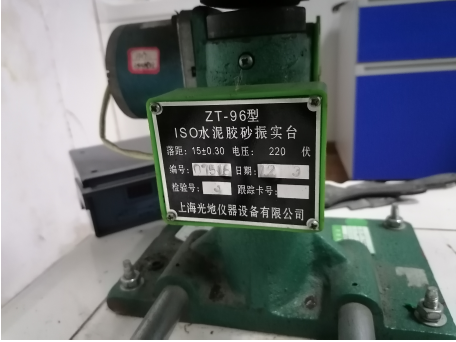 ZT-96型
ISO水泥胶砂振实台
落距：15±0.30 电压： 220 伏
编号： 日期： 12 3
检验号： 跟踪卡号：
上海光地仪器设备有限公司